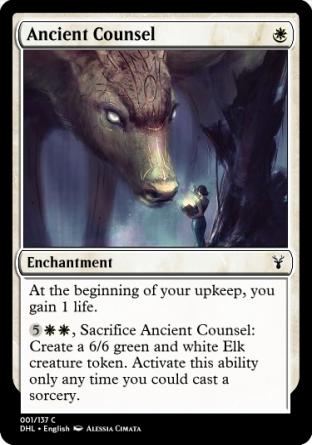 Ancient Counsel
Enchantment
At the beginning of your upkeep, you
gain 1 life.
5WW, Sacrifice Ancient Counsel:
Create a 6/6 green and white Elk
creature token. Activate this ability
only any time you could cast a
sorcery.
001/137 C
DHL • English Alessia Cimata